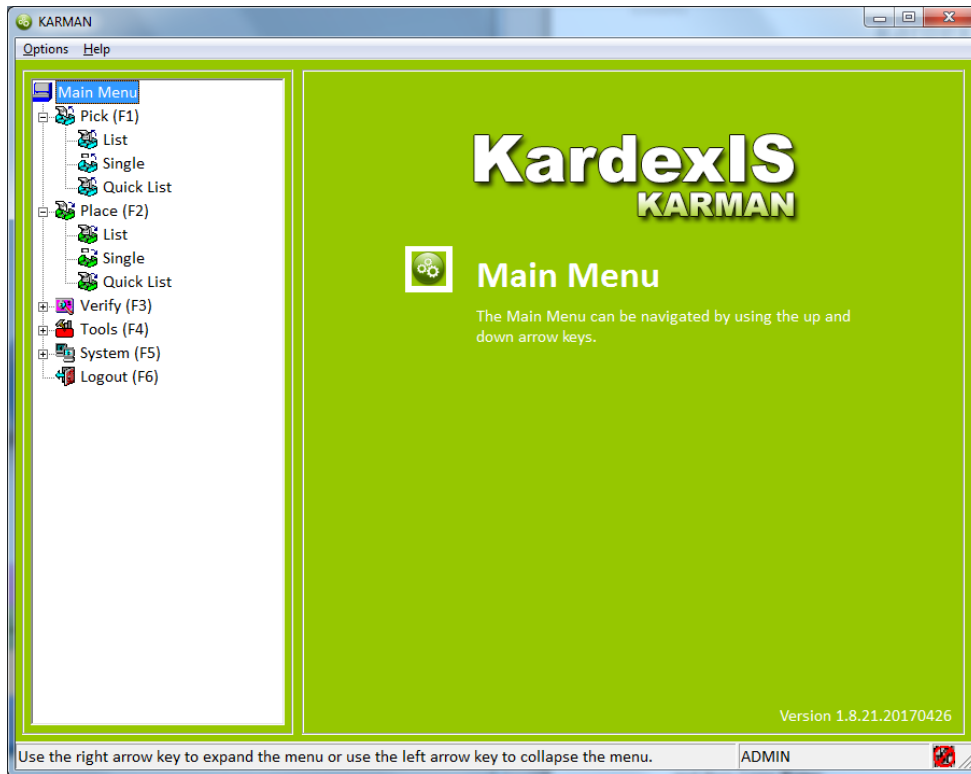 KARMAN
Options Help
Main Menu
Pick (F1)
List
Single
Quick List
Place (F2)
List
Single
Quick List
Verify (F3)
Tools (F4)
System (F5)
Logout (F6)
KardexIS
KARMAN
Main Menu
The Main Menu can be navigated by using the up and
down arrow keys.
Version 1.8.21.20170426
Use the right arrow key to expand the menu or use the left arrow key to collapse the menu. ADMIN